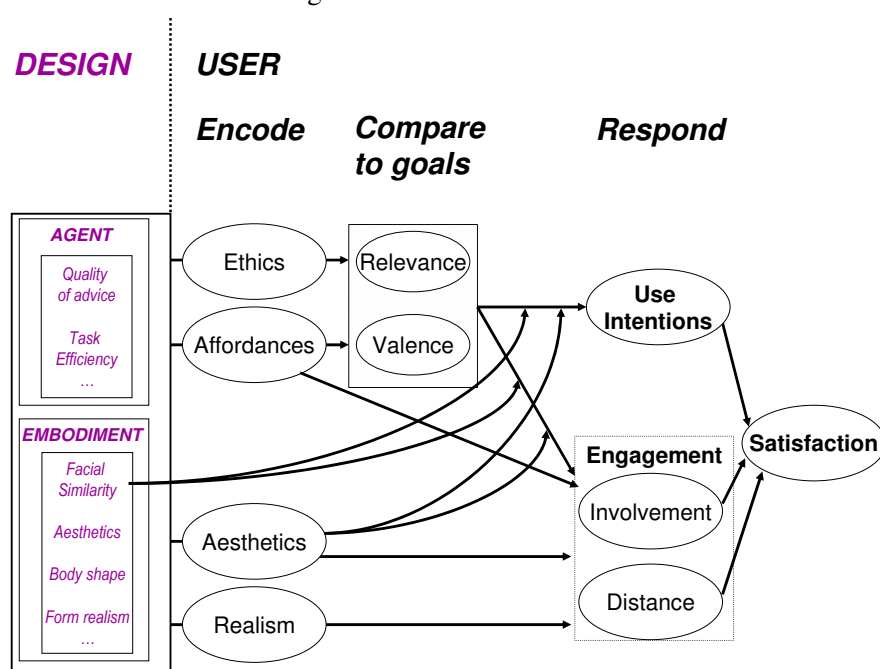 DESIGN
USER
Encode
Compare
to goals
Respond
AGENT
Quality
of advice
Task
Efficiency
...
EMBODIMENT
Facial
Similarity
Aesthetics
Body shape
Form realism
...
Ethics
Affordances
Aesthetics
Realism
Relevance
Valence
Use
Intentions
Engagement
Involvement
Distance
Satisfaction